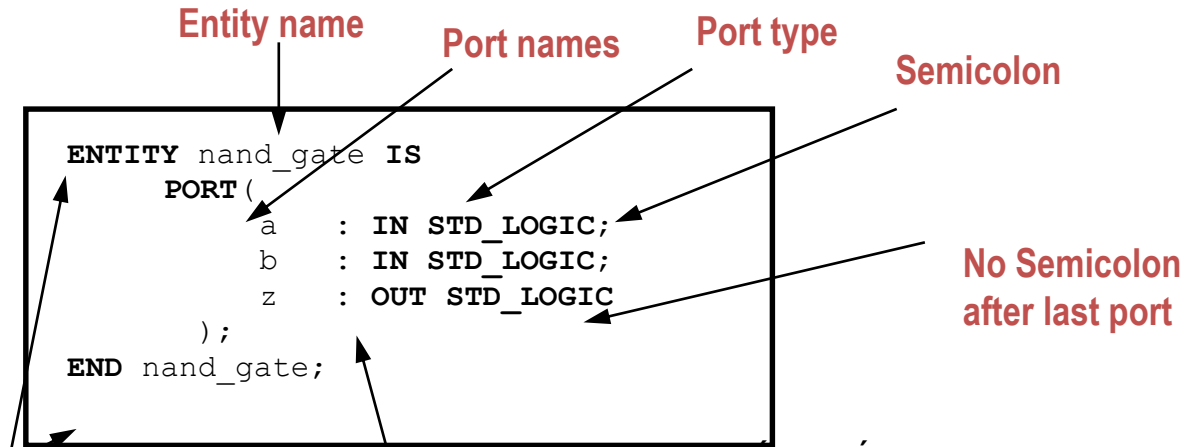 Entity name
Port names
Port type
Semicolon
ENTITY nand_gate IS
PORT(
a : IN STD_LOGIC;
b : IN STD_LOGIC;
z : OUT STD_LOGIC
);
END nand_gate;
No Semicolon
after last port